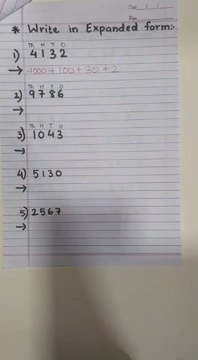 * Write in Expanded form:-
Th H T O
1) 4 1 3 2
→ 4000 + 100 + 30 + 2
Th H T O
2) 9 7 8 6
→
Th H T O
3) 1 0 4 3
→
4) 5 1 3 0
→
5) 2 5 6 7
→